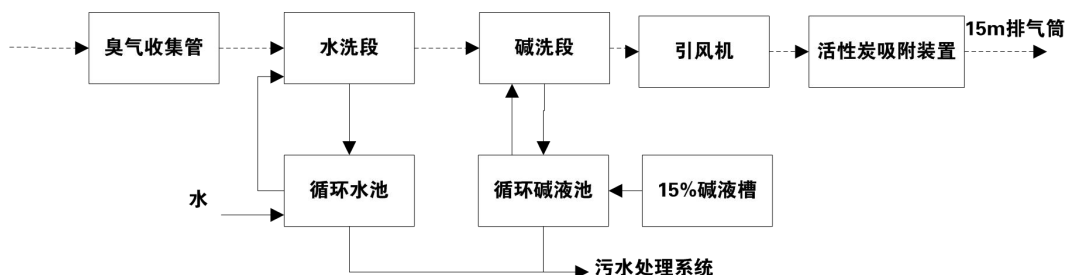 15m排气筒
臭气收集管
水洗段
碱洗段
引风机
活性炭吸附装置
循环水池
循环碱液池
15%碱液槽
水
污水处理系统